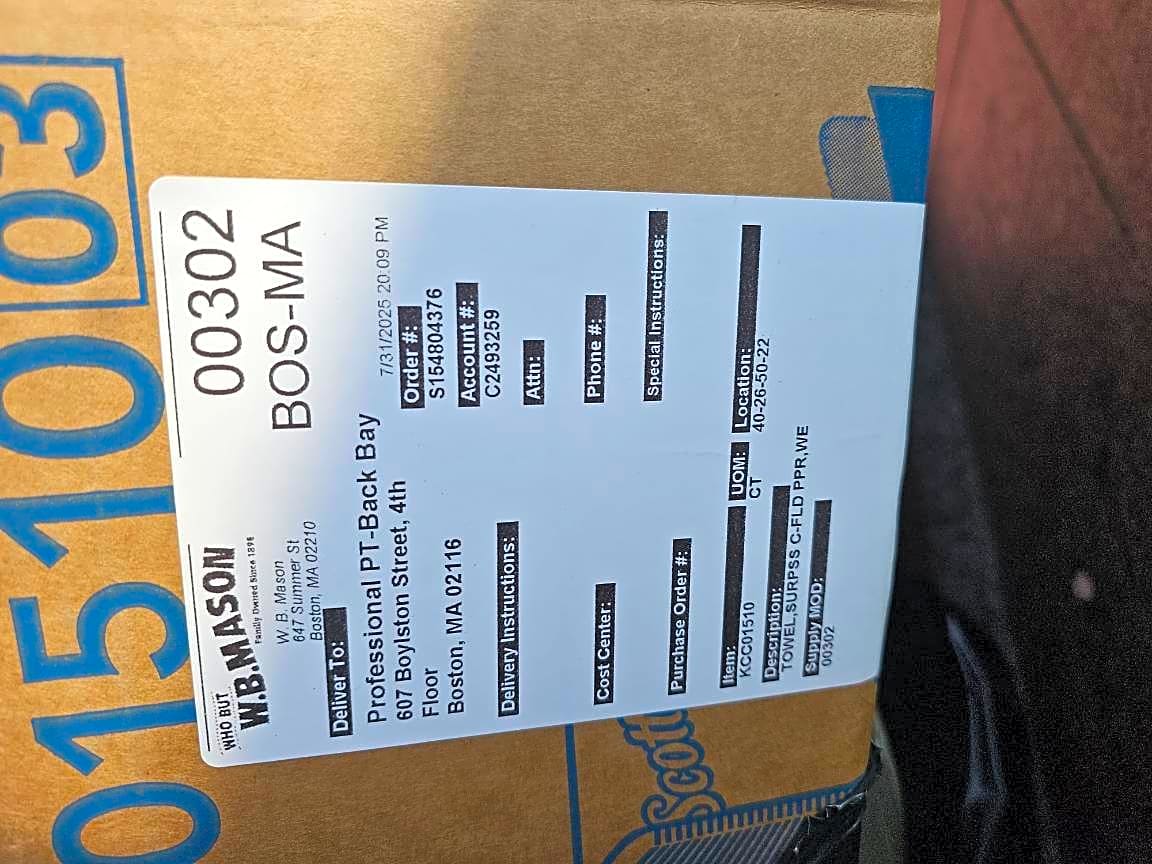 01510 03
WHO BUT
W.B.MASON
Family Owned Since 1898
00302
BOS-MA
W. B. Mason
647 Summer St
Boston, MA 02210
7/31/2025 20:09 PM
Deliver To:
Professional PT-Back Bay
607 Boylston Street, 4th
Floor
Boston, MA 02116
Order #:
S154804376
Account #:
C2493259
Delivery Instructions:
Attn:
Cost Center:
Phone #:
Purchase Order #:
Special Instructions:
Item:
KCC01510
UOM:
CT
Location:
40-26-50-22
Description:
TOWEL,SURPSS C-FLD PPR,WE
Supply MOD:
00302
Scott